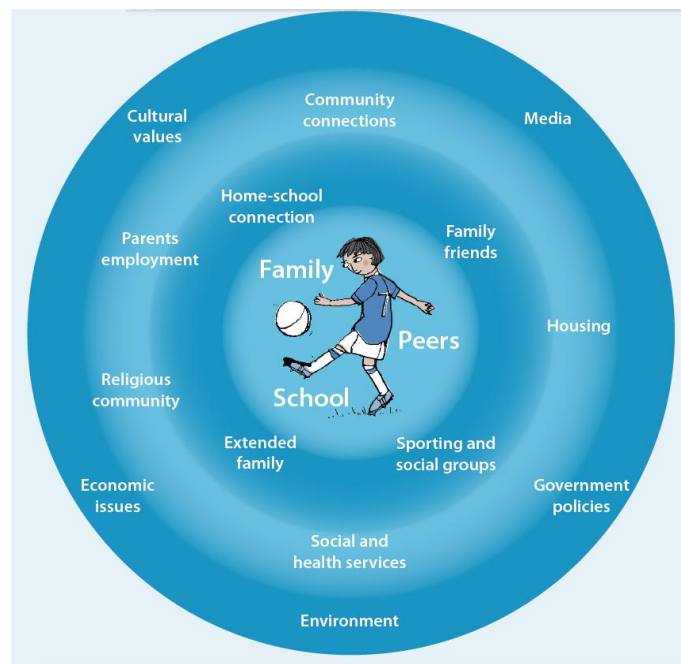 Community
connections
Cultural
values
Media
Home-school
connection
Parents
employment
Family
friends
Family
7
Peers
Housing
Religious
community
School
Extended
family
Sporting and
social groups
Economic
issues
Government
policies
Social and
health services
Environment